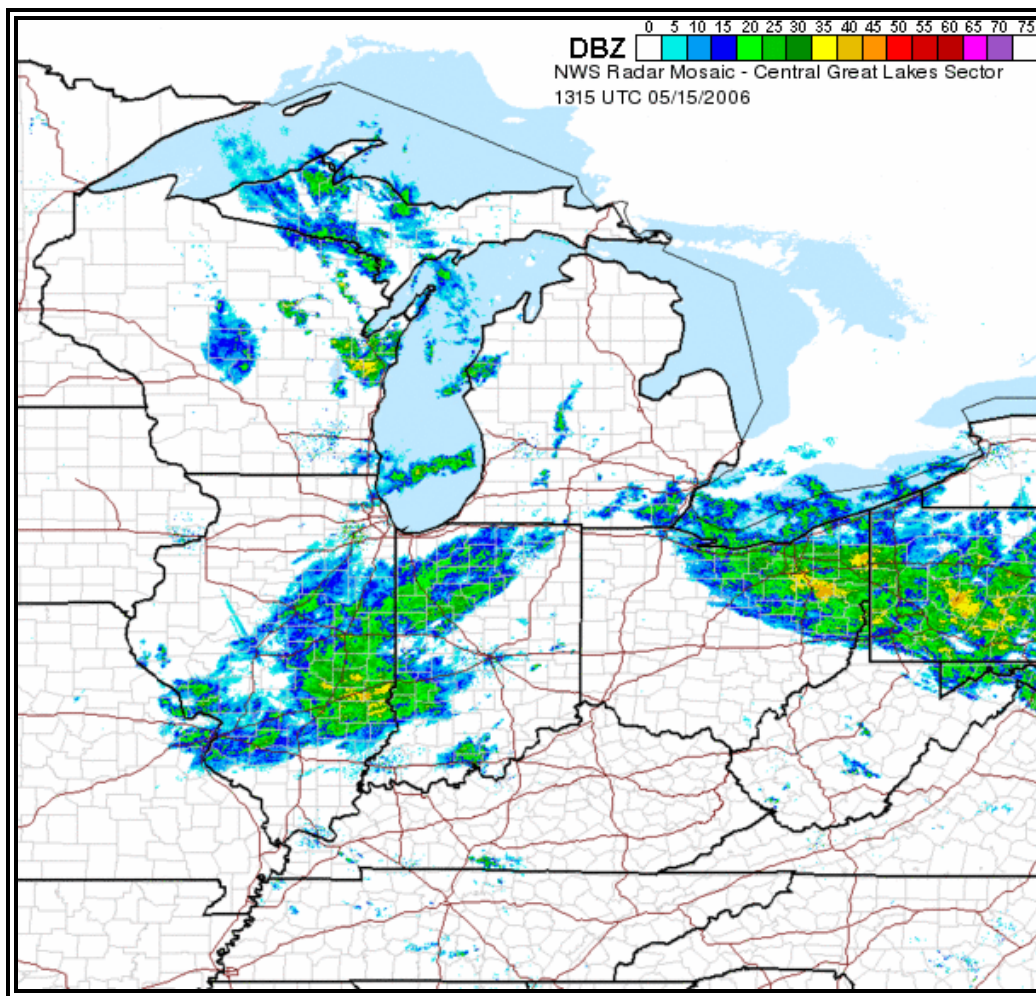 0 5 10 15 20 25 30 35 40 45 50 55 60 65 70 75
DBZ
NWS Radar Mosaic - Central Great Lakes Sector
1315 UTC 05/15/2006